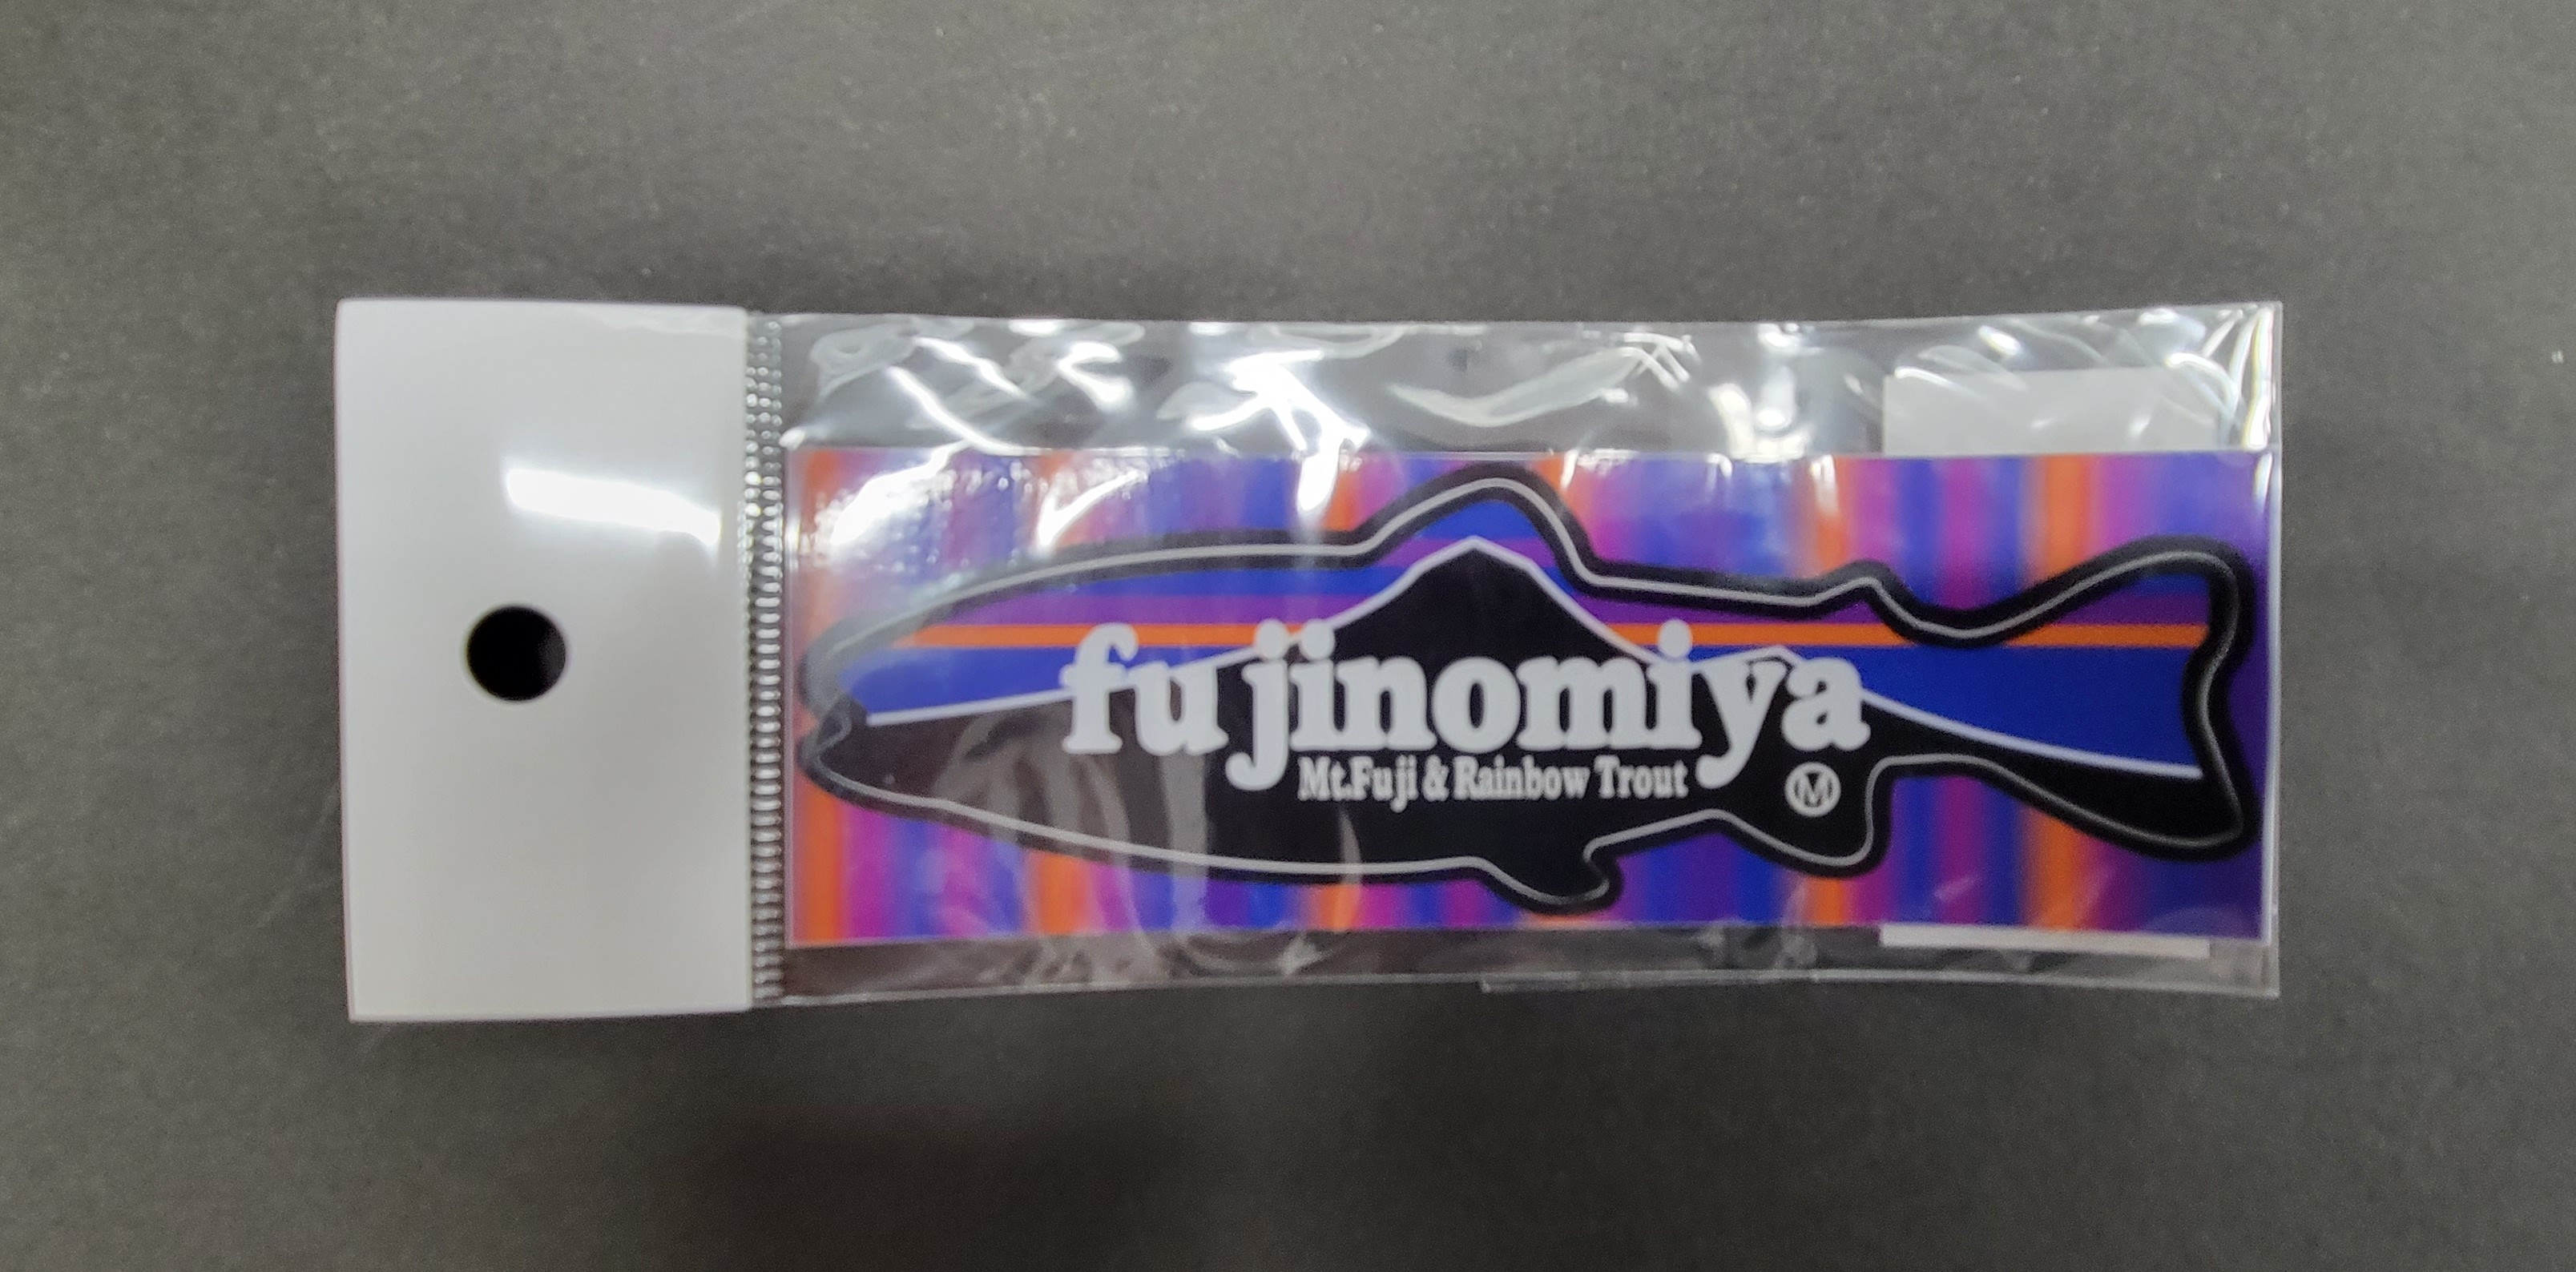 fujinomiya
Mt.Fuji & Rainbow Trout
Ⓜ